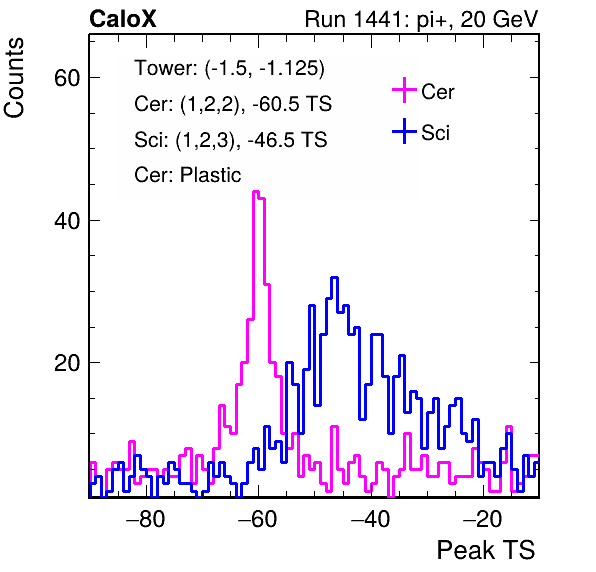 CaloX Run 1441: pi+, 20 GeV
Counts
Tower: (-1.5, -1.125)
Cer: (1,2,2), -60.5 TS
Sci: (1,2,3), -46.5 TS
Cer: Plastic
Cer
Sci
60
40
20
−80 −60 −40 −20
Peak TS